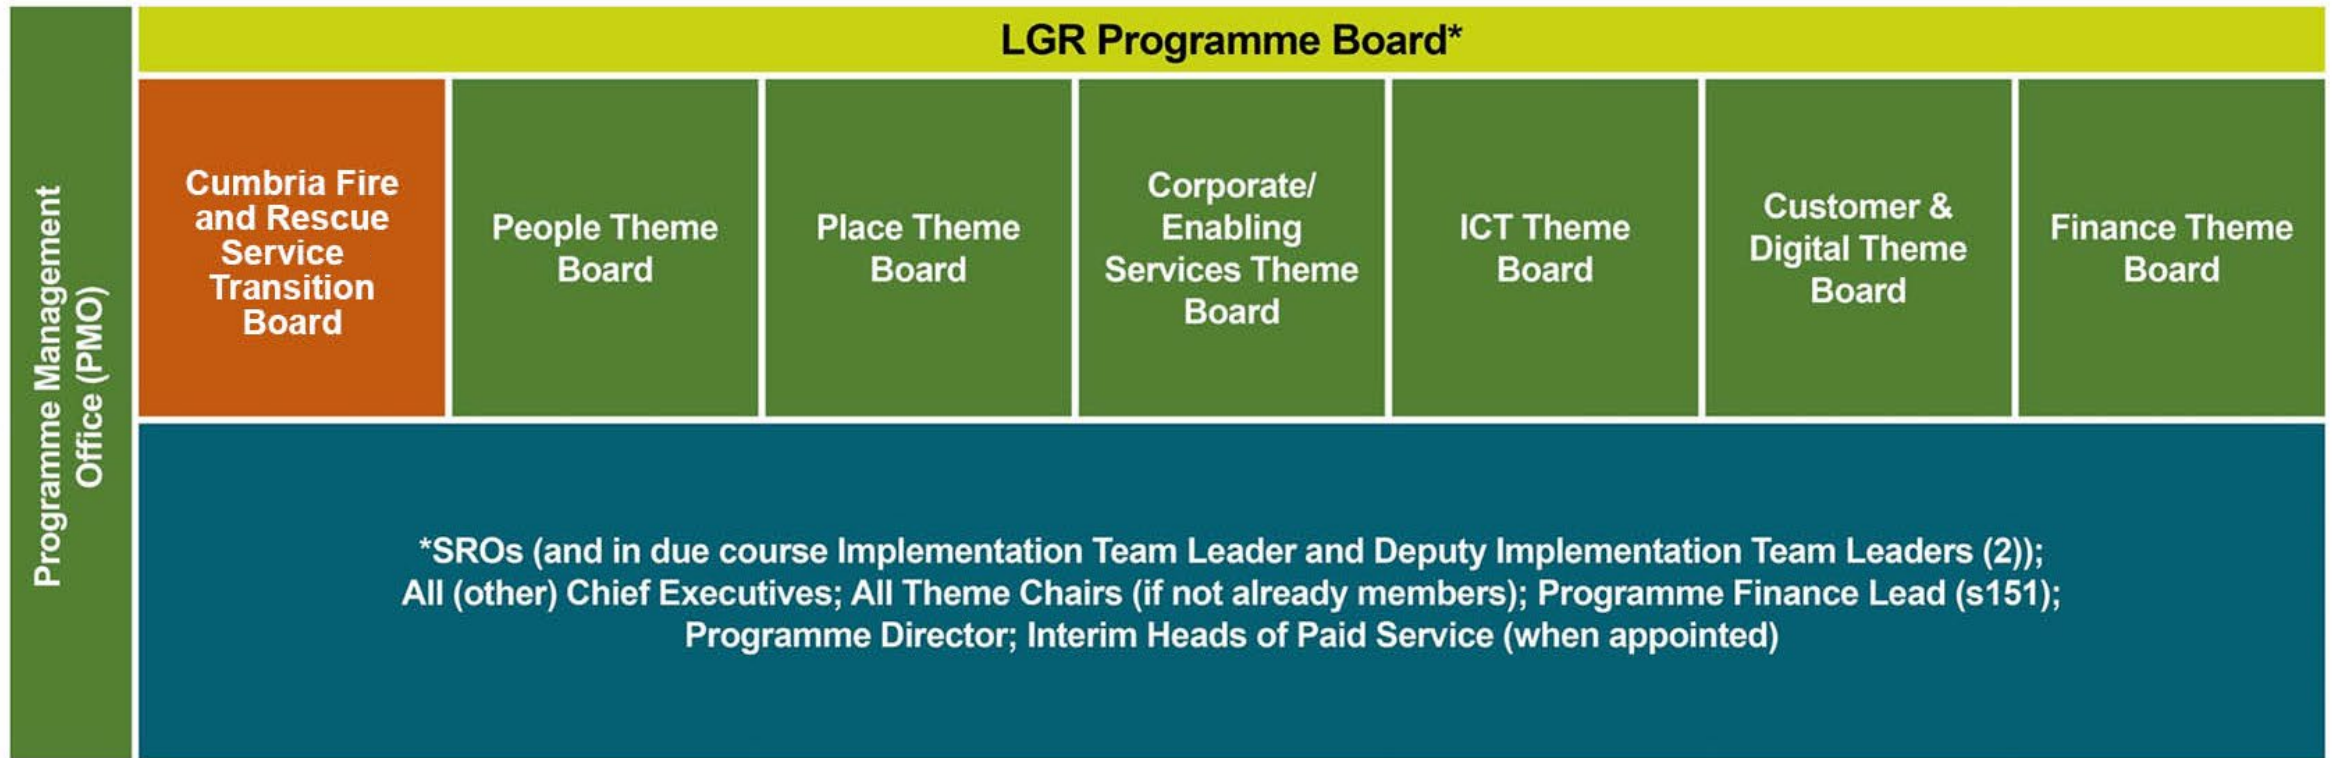 Programme Management
Office (PMO)
LGR Programme Board*
Cumbria Fire
and Rescue
Service
Transition
Board
People Theme
Board
Place Theme
Board
Corporate/
Enabling
Services Theme
Board
ICT Theme
Board
Customer &
Digital Theme
Board
Finance Theme
Board
*SROs (and in due course Implementation Team Leader and Deputy Implementation Team Leaders (2));
All (other) Chief Executives; All Theme Chairs (if not already members); Programme Finance Lead (s151);
Programme Director; Interim Heads of Paid Service (when appointed)